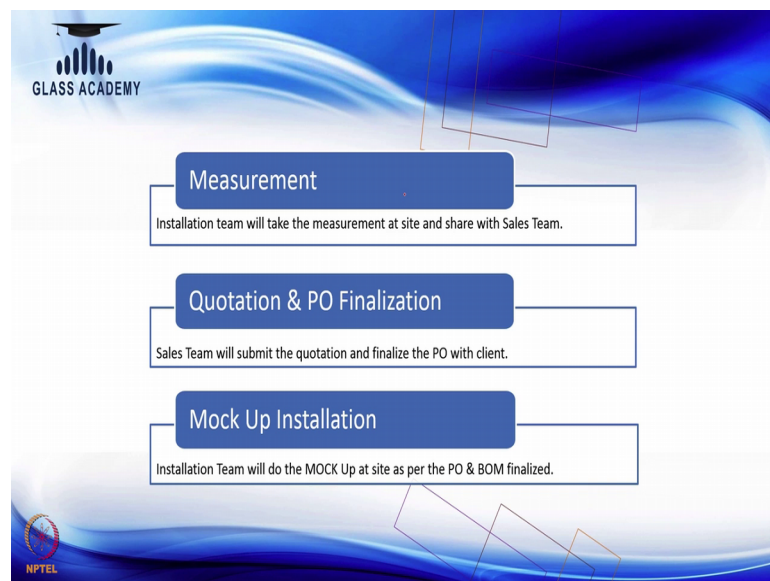 GLASS ACADEMY
Measurement
Installation team will take the measurement at site and share with Sales Team.
Quotation & PO Finalization
Sales Team will submit the quotation and finalize the PO with client.
Mock Up Installation
Installation Team will do the MOCK Up at site as per the PO & BOM finalized.
NPTEL